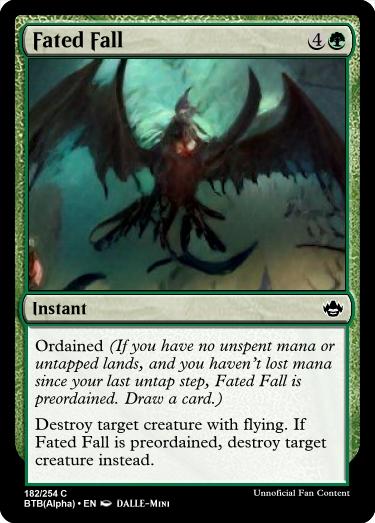 Fated Fall 4
Instant
Ordained (If you have no unspent mana or
untapped lands, and you haven't lost mana
since your last untap step, Fated Fall is
preordained. Draw a card.)
Destroy target creature with flying. If
Fated Fall is preordained, destroy target
creature instead.
182/254 C
Unofficial Fan Content
BTB(Alpha) • EN DALLE-Mini